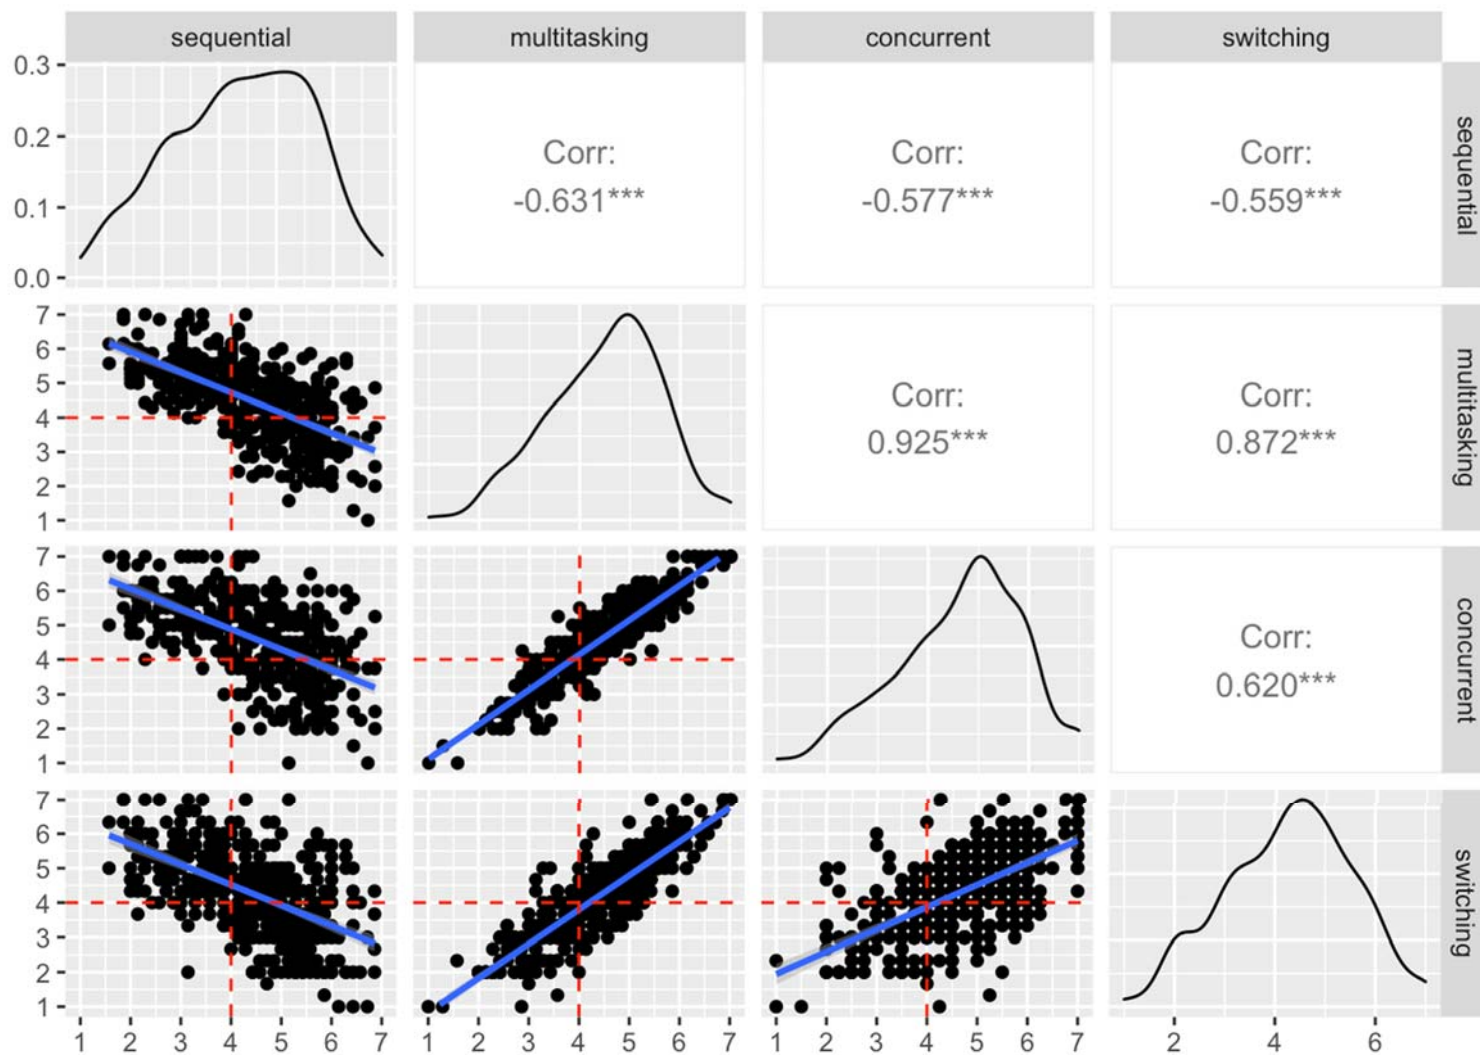 sequential multitasking concurrent switching
0.3
0.2
0.1
0.0
Corr:
-0.631***
Corr:
-0.577***
Corr:
-0.559***
sequential
7
6
5
4
3
2
1
Corr:
0.925***
Corr:
0.872***
multitasking
7
6
5
4
3
2
1
Corr:
0.620***
concurrent
7
6
5
4
3
2
1
switching
1 2 3 4 5 6 7 1 2 3 4 5 6 7 1 2 3 4 5 6 7 2 4 6